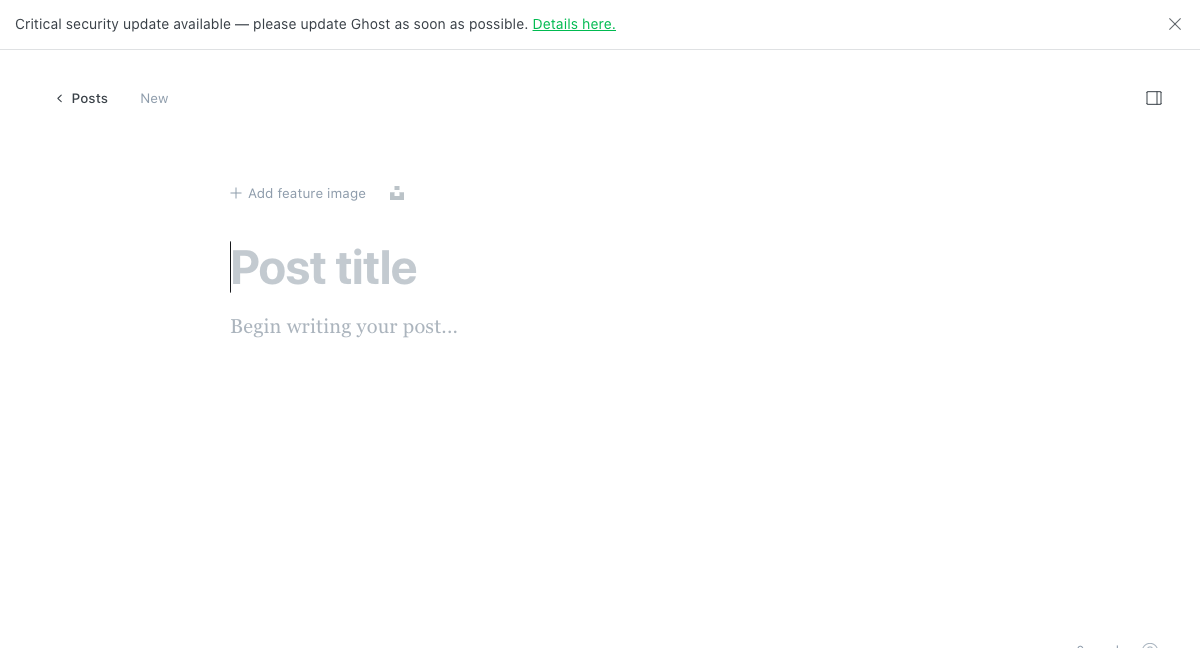 Critical security update available — please update Ghost as soon as possible. Details here.
Posts New
+ Add feature image
Post title
Begin writing your post...